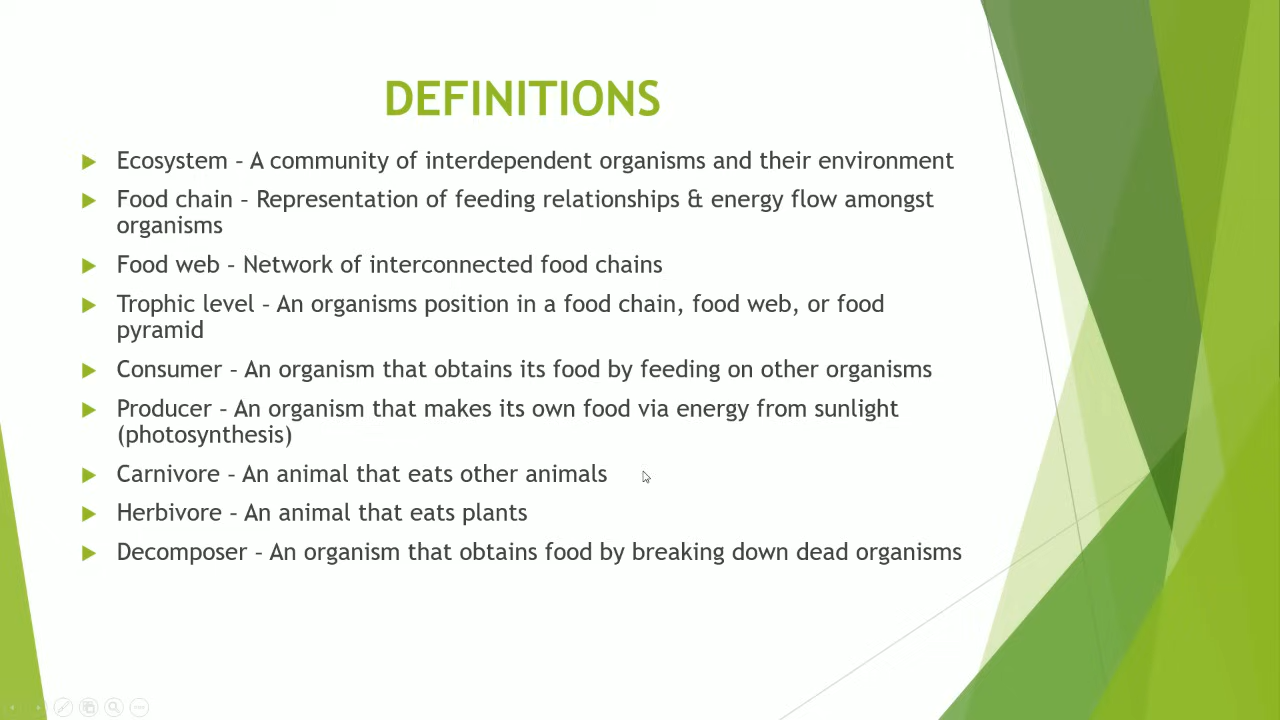 DEFINITIONS
Ecosystem – A community of interdependent organisms and their environment
Food chain – Representation of feeding relationships & energy flow amongst
organisms
Food web – Network of interconnected food chains
Trophic level – An organisms position in a food chain, food web, or food
pyramid
Consumer – An organism that obtains its food by feeding on other organisms
Producer – An organism that makes its own food via energy from sunlight
(photosynthesis)
Carnivore – An animal that eats other animals
Herbivore – An animal that eats plants
Decomposer – An organism that obtains food by breaking down dead organisms